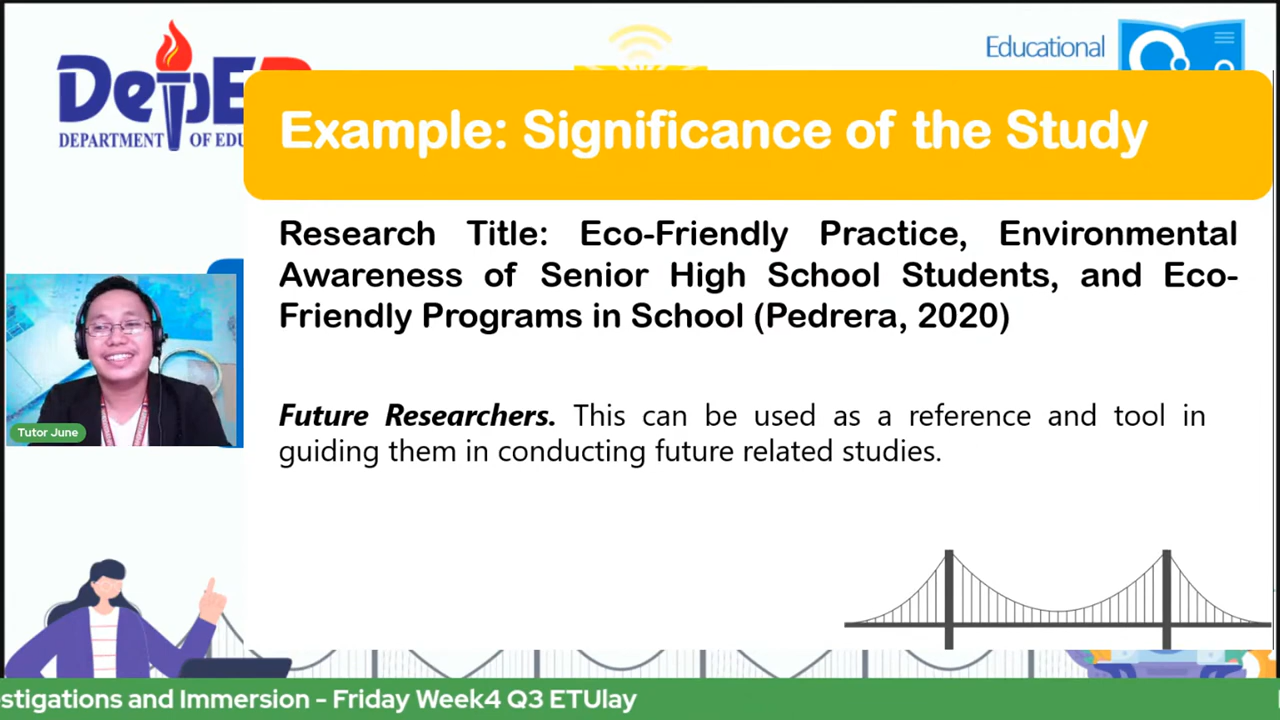 DepED
DEPARTMENT OF EDU
Educational
Example: Significance of the Study
Research Title: Eco-Friendly Practice, Environmental
Awareness of Senior High School Students, and Eco-
Friendly Programs in School (Pedrera, 2020)
Future Researchers. This can be used as a reference and tool in
guiding them in conducting future related studies.
Tutor June
stigations and Immersion - Friday Week4 Q3 ETUlay